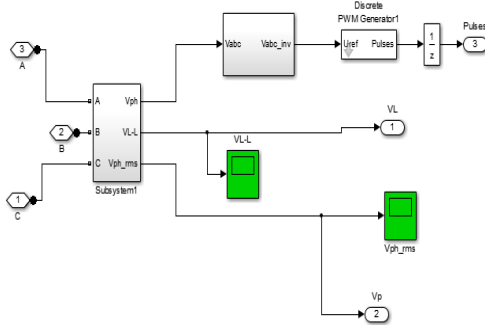 Discrete
PWM Generator1
Pulses
3
A
Vabc
Vabc_inv
Uref
Pulses
1
z
3
A
Vph
VL
2
B
B
VL-L
1
VL-L
C
Vph_rms
1
C
Subsystem1
Vph_rms
Vp
2